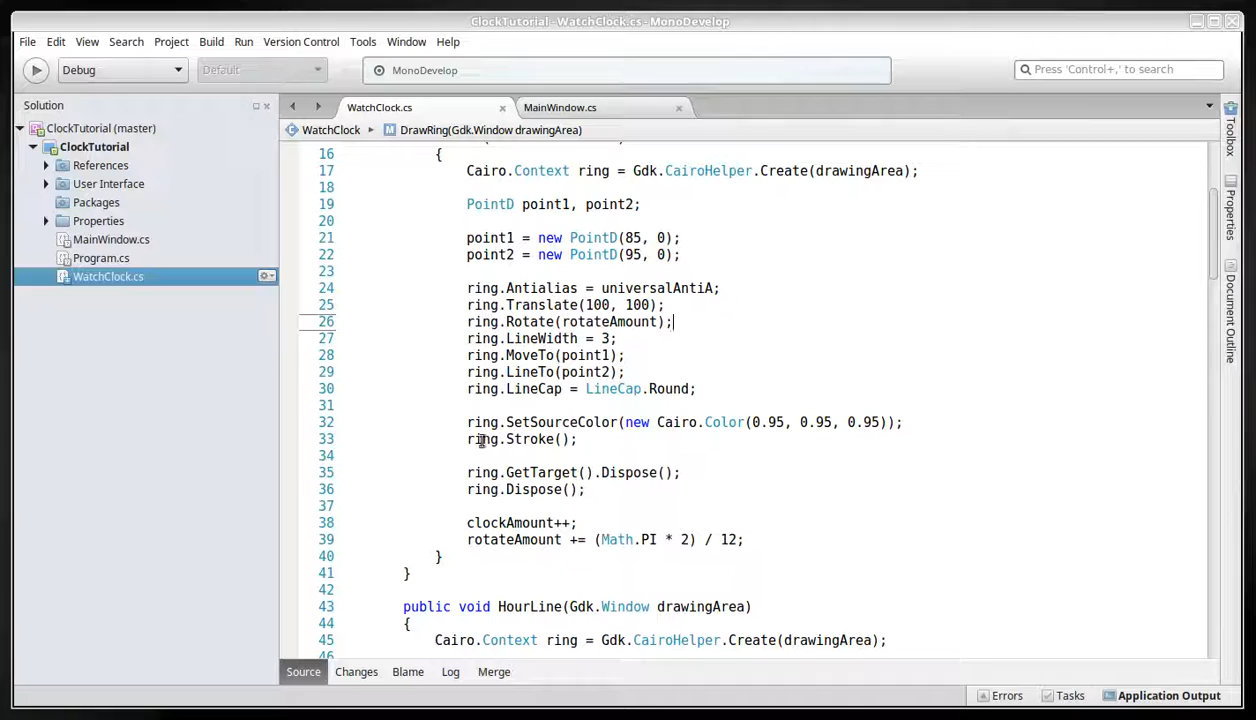 ClockTutorial - WatchClock.cs - MonoDevelop
File Edit View Search Project Build Run Version Control Tools Window Help
Debug Default MonoDevelop Press 'Control+,' to search
Solution
WatchClock.cs MainWindow.cs
WatchClock DrawRing(Gdk.Window drawingArea)
ClockTutorial (master)
ClockTutorial
References
User Interface
Packages
Properties
MainWindow.cs
Program.cs
WatchClock.cs
16 {
17 Cairo.Context ring = Gdk.CairoHelper.Create(drawingArea);
18
19 PointD point1, point2;
20
21 point1 = new PointD(85, 0);
22 point2 = new PointD(95, 0);
23
24 ring.Antialias = universalAntiA;
25 ring.Translate(100, 100);
26 ring.Rotate(rotateAmount);
27 ring.LineWidth = 3;
28 ring.MoveTo(point1);
29 ring.LineTo(point2);
30 ring.LineCap = LineCap.Round;
31
32 ring.SetSourceColor(new Cairo.Color(0.95, 0.95, 0.95));
33 ring.Stroke();
34
35 ring.GetTarget().Dispose();
36 ring.Dispose();
37
38 clockAmount++;
39 rotateAmount += (Math.PI * 2) / 12;
40 }
41 }
42
43 public void HourLine(Gdk.Window drawingArea)
44 {
45 Cairo.Context ring = Gdk.CairoHelper.Create(drawingArea);
46
Toolbox
Properties
Document Outline
Source Changes Blame Log Merge
Errors Tasks Application Output